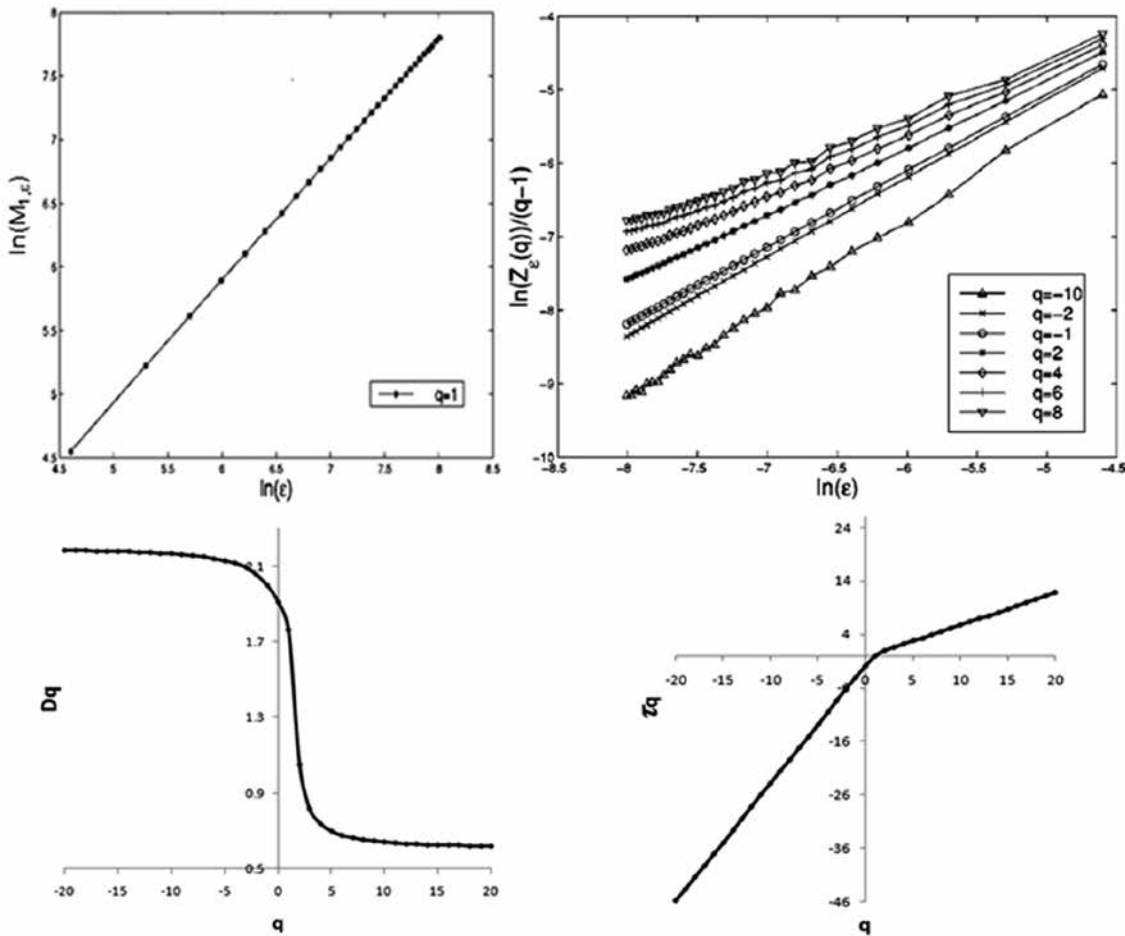 8
7.5
7
6.5
6
5.5
5
4.5
ln(M₁,ε)
4.5 5 5.5 6 6.5 7 7.5 8 8.5
ln(ε)
q=1
-4
-5
-6
-7
-8
-9
-10
ln(Z_ε(q))/(q-1)
-8.5 -8 -7.5 -7 -6.5 -6 -5.5 -5 -4.5
ln(ε)
q=-10
q=-2
q=-1
q=2
q=4
q=6
q=8
2.1
1.7
1.3
0.9
0.5
Dq
-20 -15 -10 -5 0 5 10 15 20
q
24
14
4
-20 -15 -10 -5 0 5 10 15 20
-16
-26
-36
-46
τq
q